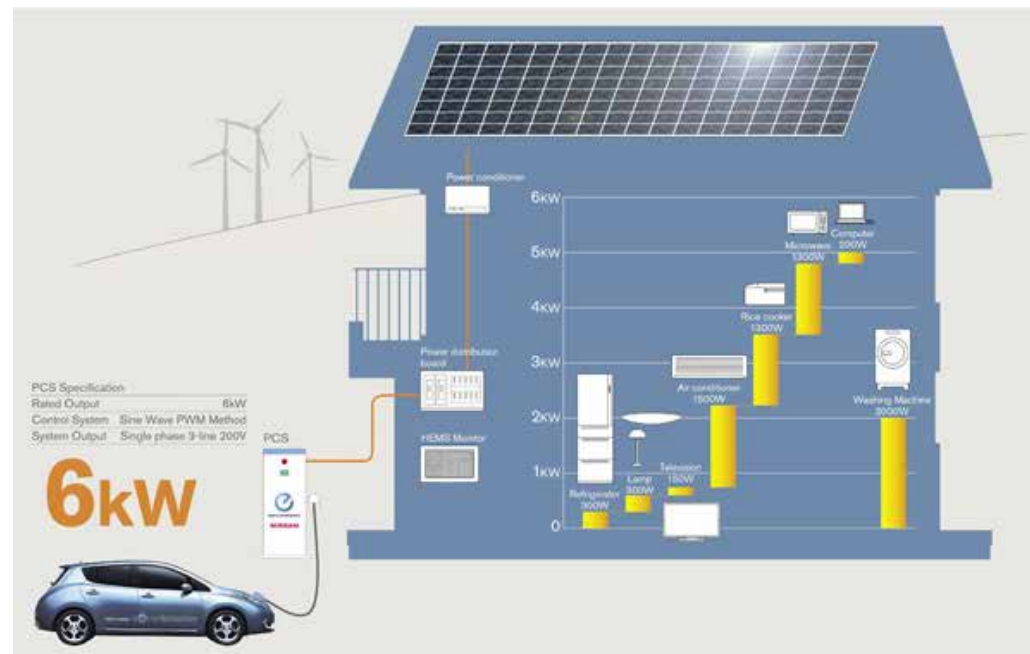 Power conditioner
6KW
5KW
4KW
3KW
2KW
1KW
0
Computer
200W
Microwave
1300W
Rice cooker
1300W
Air conditioner
1500W
Washing Machine
2000W
Television
150W
Lamp
300W
Refrigirator
300W
Power distribution
board
HEMS Monitor
PCS Specification
Rated Output 6kW
Control System Sine Wave PWM Method
System Output Single phase 3-line 200V
PCS
6KW
NISSAN